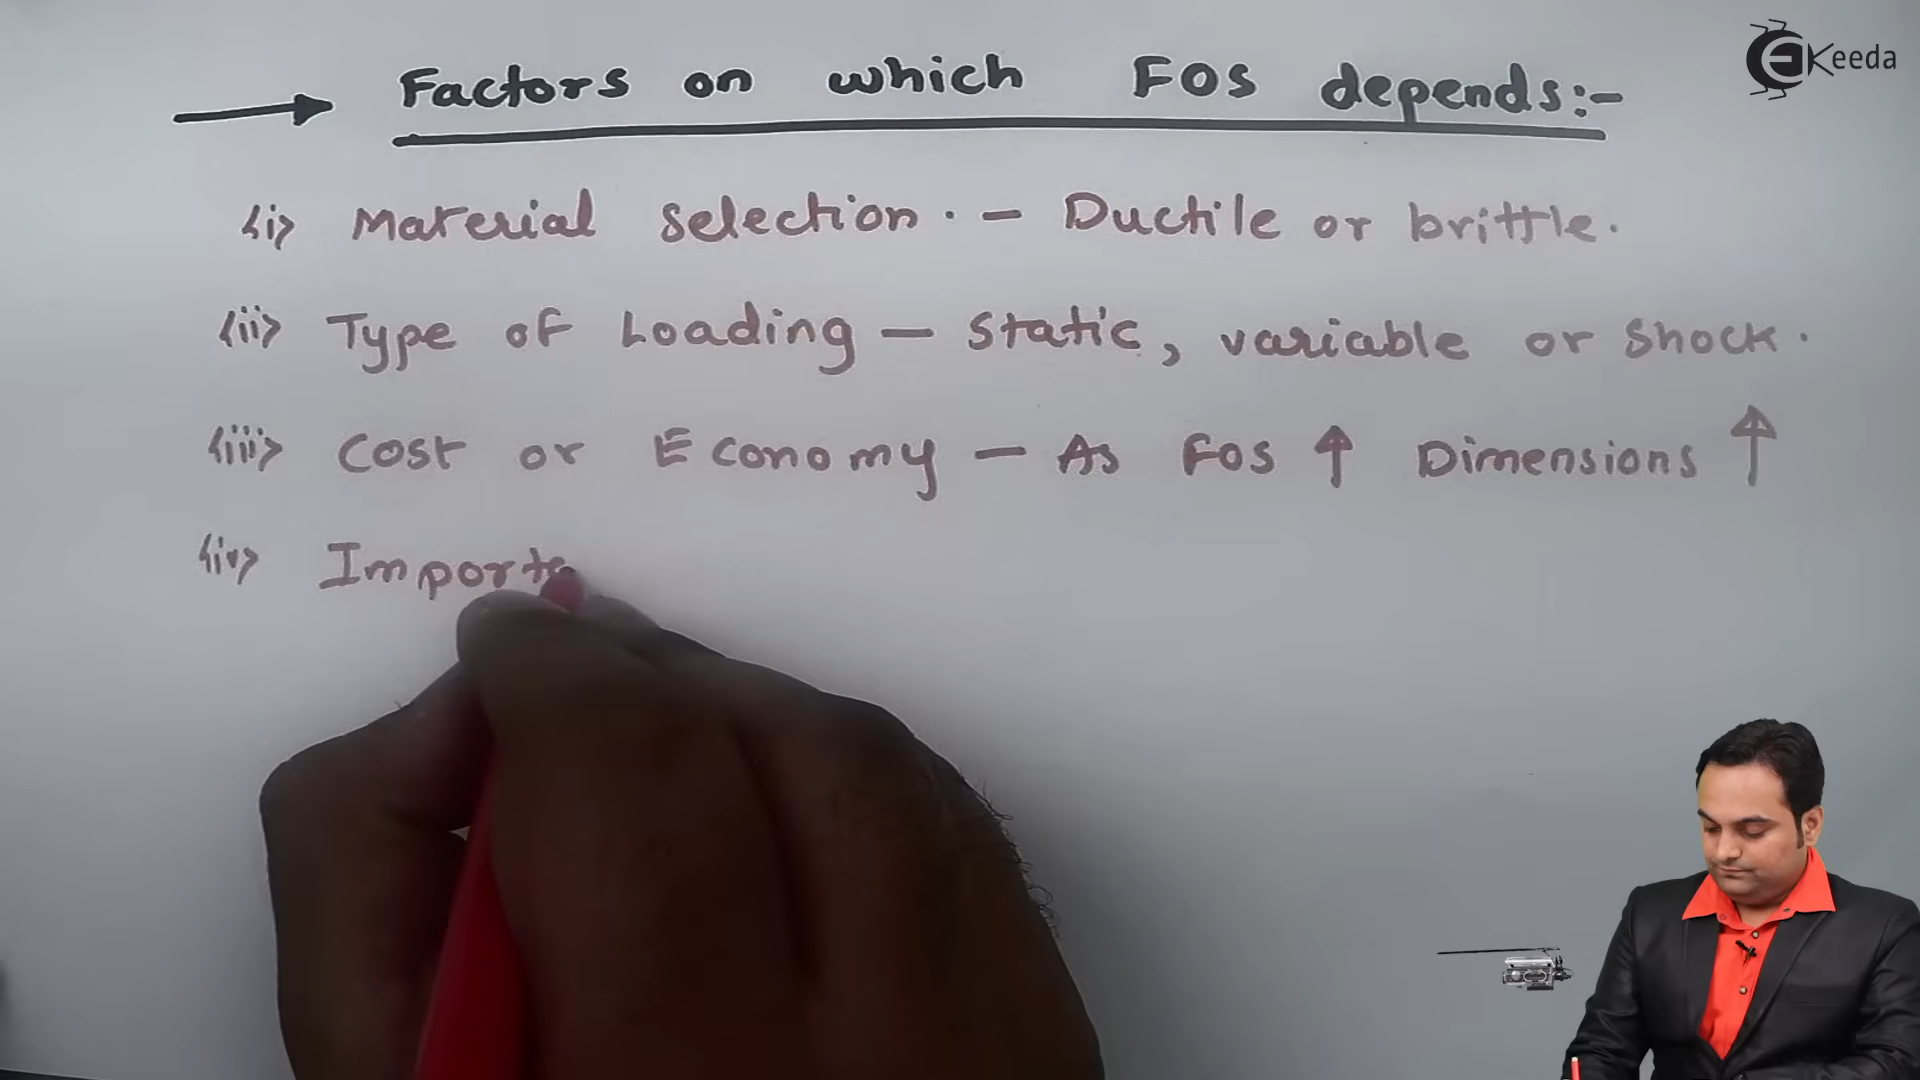 EKeeda
Factors on which FOS depends:-
<i> Material selection. - Ductile or brittle.
<ii> Type of Loading - Static, variable or Shock.
<iii> Cost or Economy - As FOS ↑ Dimensions ↑
<iv> Importa